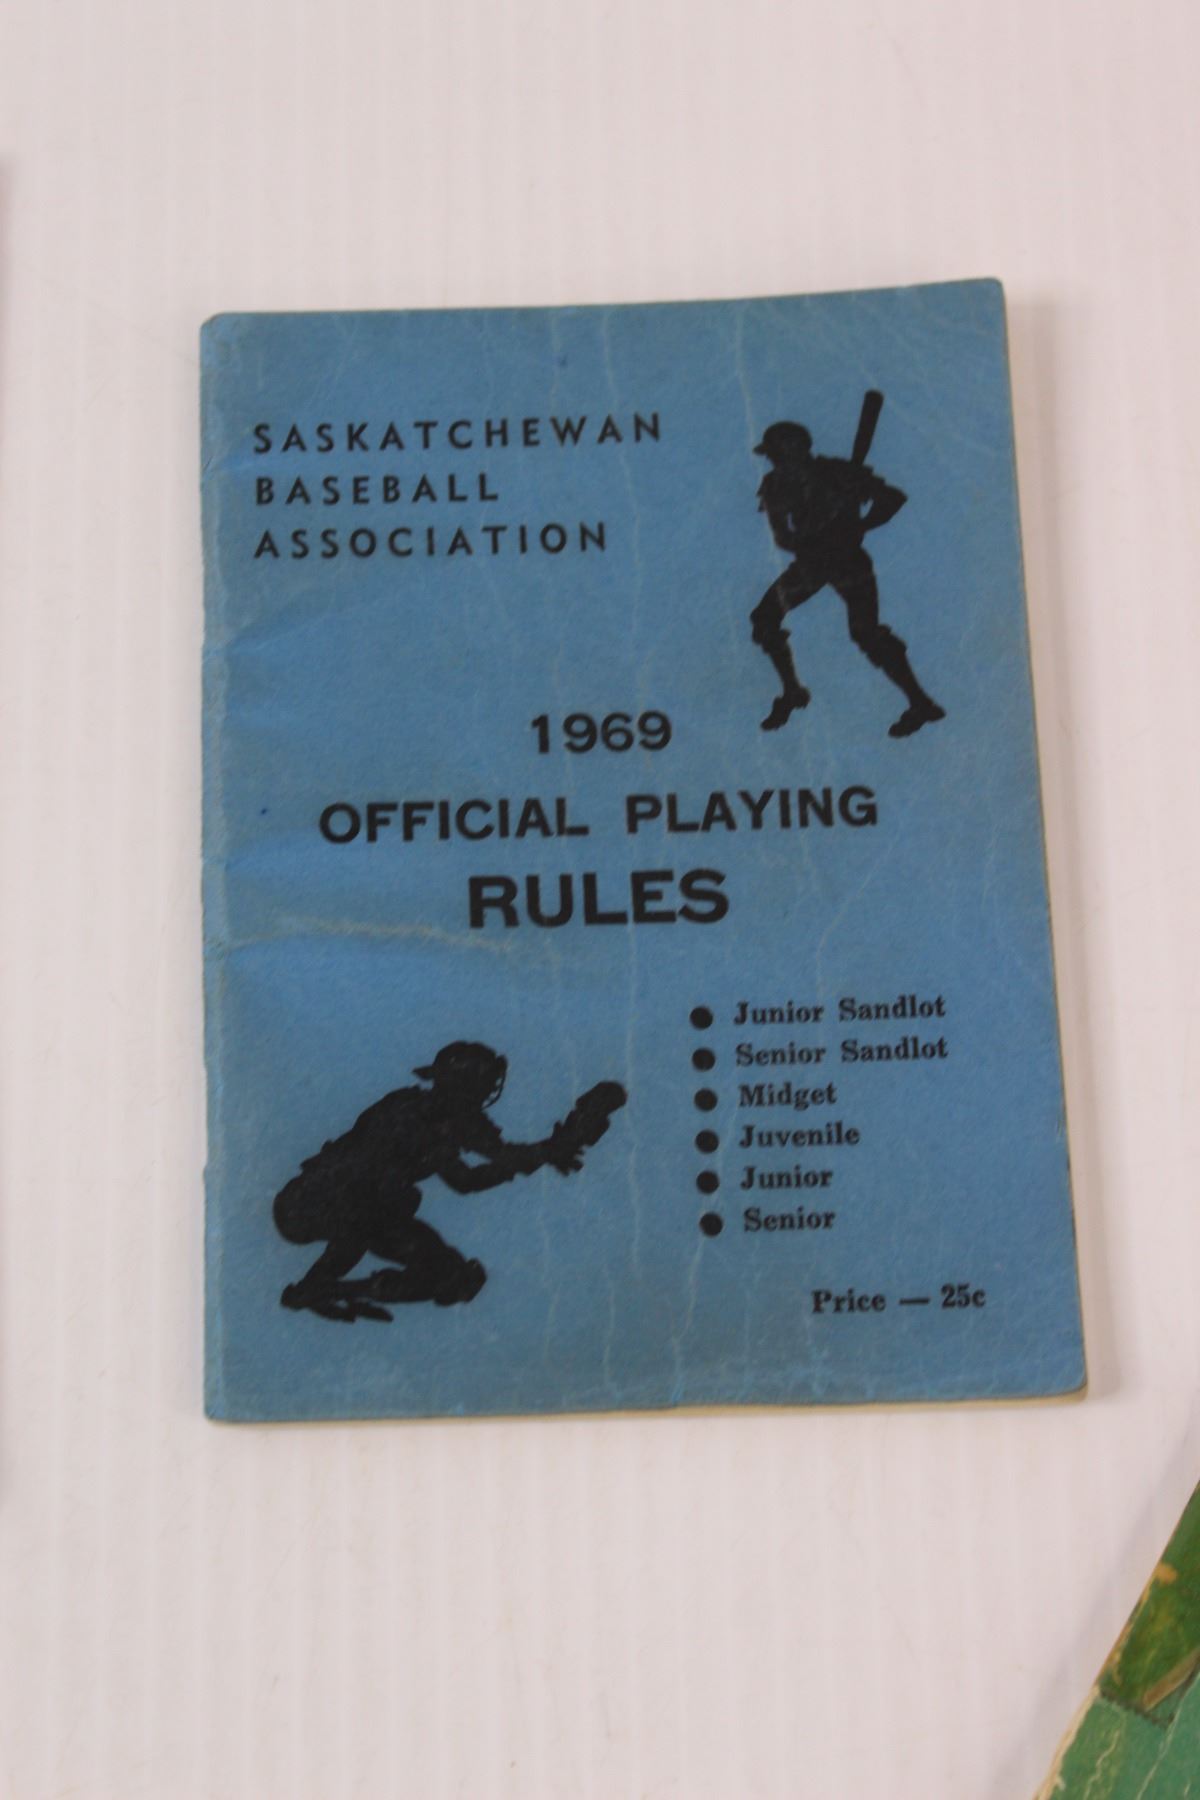 SASKATCHEWAN
BASEBALL
ASSOCIATION
1969
OFFICIAL PLAYING
RULES
● Junior Sandlot
● Senior Sandlot
● Midget
● Juvenile
● Junior
● Senior
Price — 25c